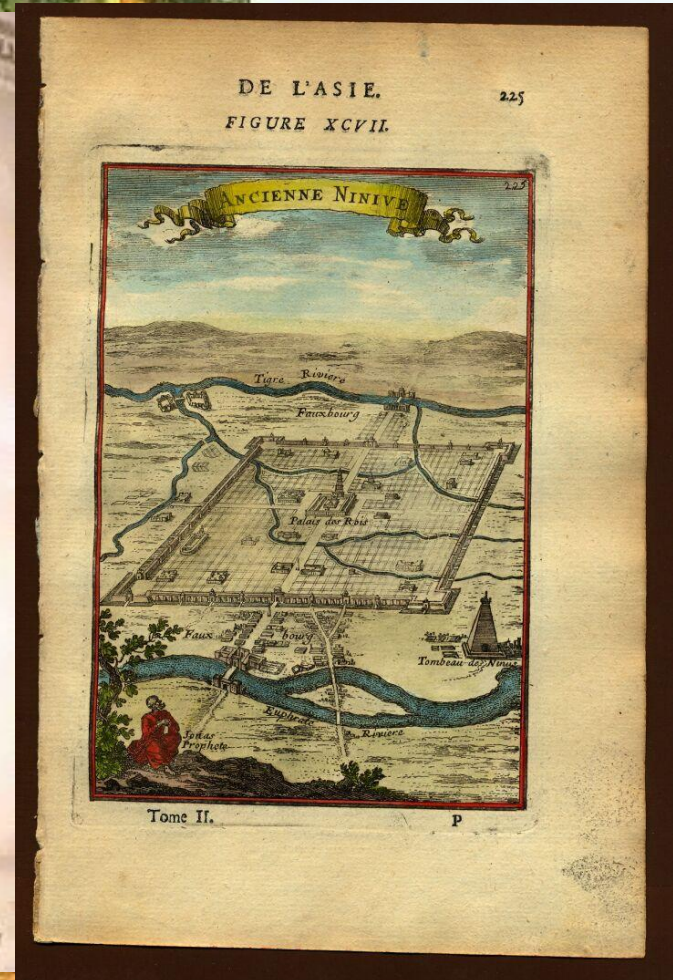 DE L'ASIE.
225
FIGURE XCVII.
225
ANCIENNE NINIVE
Tigre Riviere
Fauxbourg
Palais des Rois
Faux bourg
Tombeau de Ninus
Euphrate Riviere
Jonas
Prophete
Tome II.
P